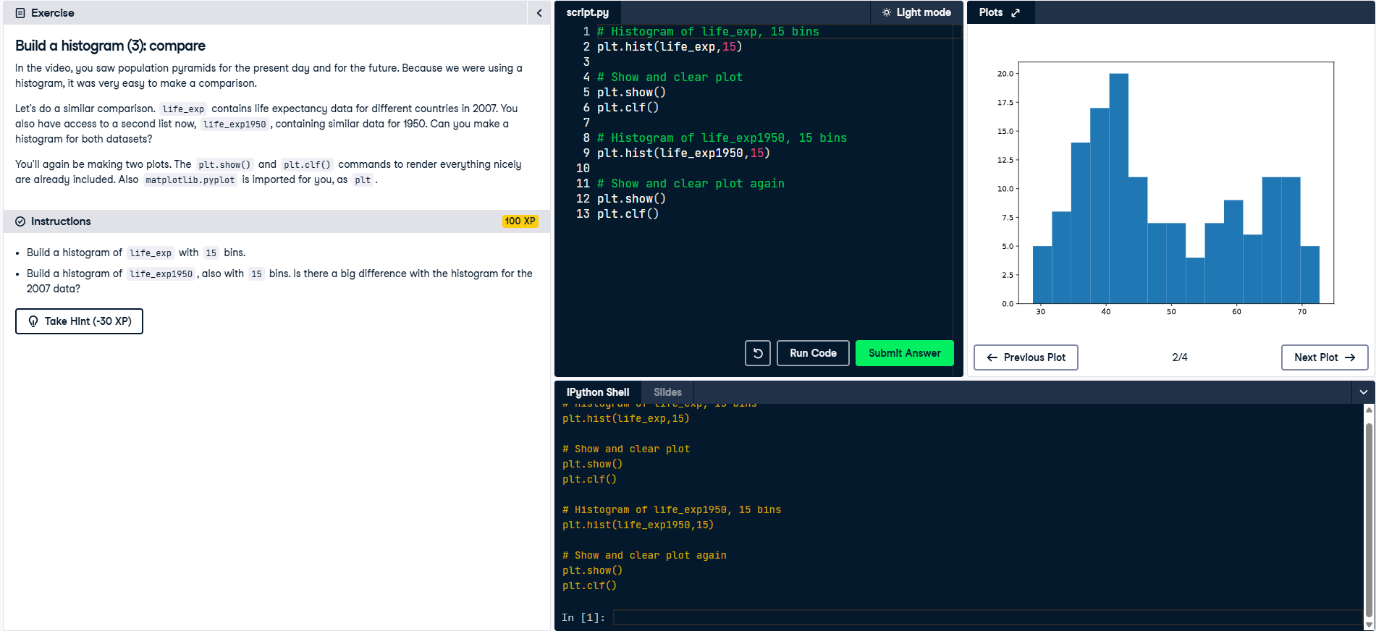 Exercise
Build a histogram (3): compare
In the video, you saw population pyramids for the present day and for the future. Because we were using a
histogram, it was very easy to make a comparison.
Let's do a similar comparison. life_exp contains life expectancy data for different countries in 2007. You
also have access to a second list now, life_exp1950, containing similar data for 1950. Can you make a
histogram for both datasets?
You'll again be making two plots. The plt.show() and plt.clf() commands to render everything nicely
are already included. Also matplotlib.pyplot is imported for you, as plt.
Instructions
100 XP
• Build a histogram of life_exp with 15 bins.
• Build a histogram of life_exp1950, also with 15 bins. Is there a big difference with the histogram for the
2007 data?
Take Hint (-30 XP)
script.py
Light mode
1 # Histogram of life_exp, 15 bins
2 plt.hist(life_exp,15)
3
4 # Show and clear plot
5 plt.show()
6 plt.clf()
7
8 # Histogram of life_exp1950, 15 bins
9 plt.hist(life_exp1950,15)
10
11 # Show and clear plot again
12 plt.show()
13 plt.clf()
Run Code
Submit Answer
Plots
20.0
17.5
15.0
12.5
10.0
7.5
5.0
2.5
0.0
30 40 50 60 70
← Previous Plot
2/4
Next Plot →
IPython Shell
Slides
# Histogram of life_exp, 15 bins
plt.hist(life_exp,15)
# Show and clear plot
plt.show()
plt.clf()
# Histogram of life_exp1950, 15 bins
plt.hist(life_exp1950,15)
# Show and clear plot again
plt.show()
plt.clf()
In [1]: